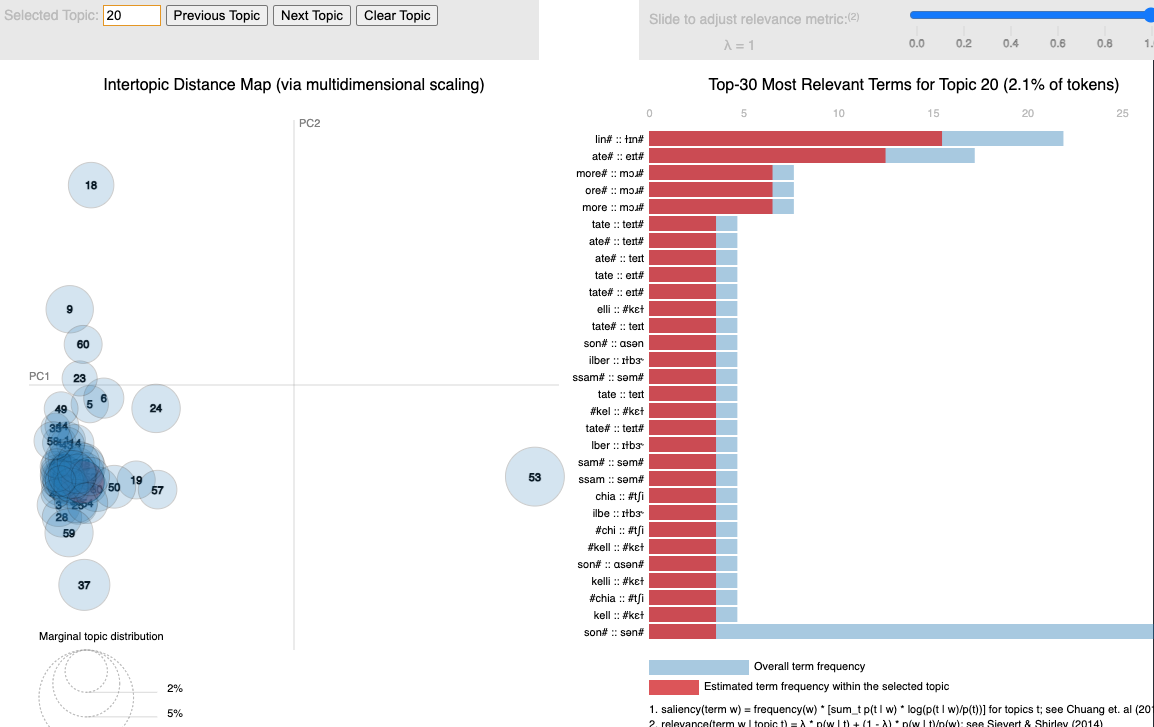 Selected Topic: 20 Previous Topic Next Topic Clear Topic
Slide to adjust relevance metric:(2)
λ = 1
0.0 0.2 0.4 0.6 0.8 1.
Intertopic Distance Map (via multidimensional scaling)
PC2
PC1
18
9
60
23
5
6
49
24
14
50
19
57
53
3
28
59
37
Marginal topic distribution
2%
5%
Top-30 Most Relevant Terms for Topic 20 (2.1% of tokens)
0 5 10 15 20 25
lin# :: ɫɪn#
ate# :: eɪt#
more# :: mɔɹ#
ore# :: mɔɹ#
more :: mɔɹ#
tate :: teɪt#
ate# :: teɪt#
ate# :: teɪt
tate :: eɪt#
tate# :: eɪt#
elli :: #kɛɫ
tate# :: teɪt
son# :: ɑsən
ilber :: ɪɫbɝ
ssam# :: səm#
tate :: teɪt
#kel :: #kɛɫ
tate# :: teɪt#
lber :: ɪɫbɝ
sam# :: səm#
ssam :: səm#
chia :: #tʃi
ilbe :: ɪɫbɝ
#chi :: #tʃi
#kell :: #kɛɫ
son# :: ɑsən#
kelli :: #kɛɫ
#chia :: #tʃi
kell :: #kɛɫ
son# :: sən#
Overall term frequency
Estimated term frequency within the selected topic
1. saliency(term w) = frequency(w) * [sum_t p(t | w) * log(p(t | w)/p(t))] for topics t; see Chuang et. al (201
2. relevance(term w | topic t) = λ * p(w | t) + (1 - λ) * p(w | t)/p(w); see Sievert & Shirley (2014)